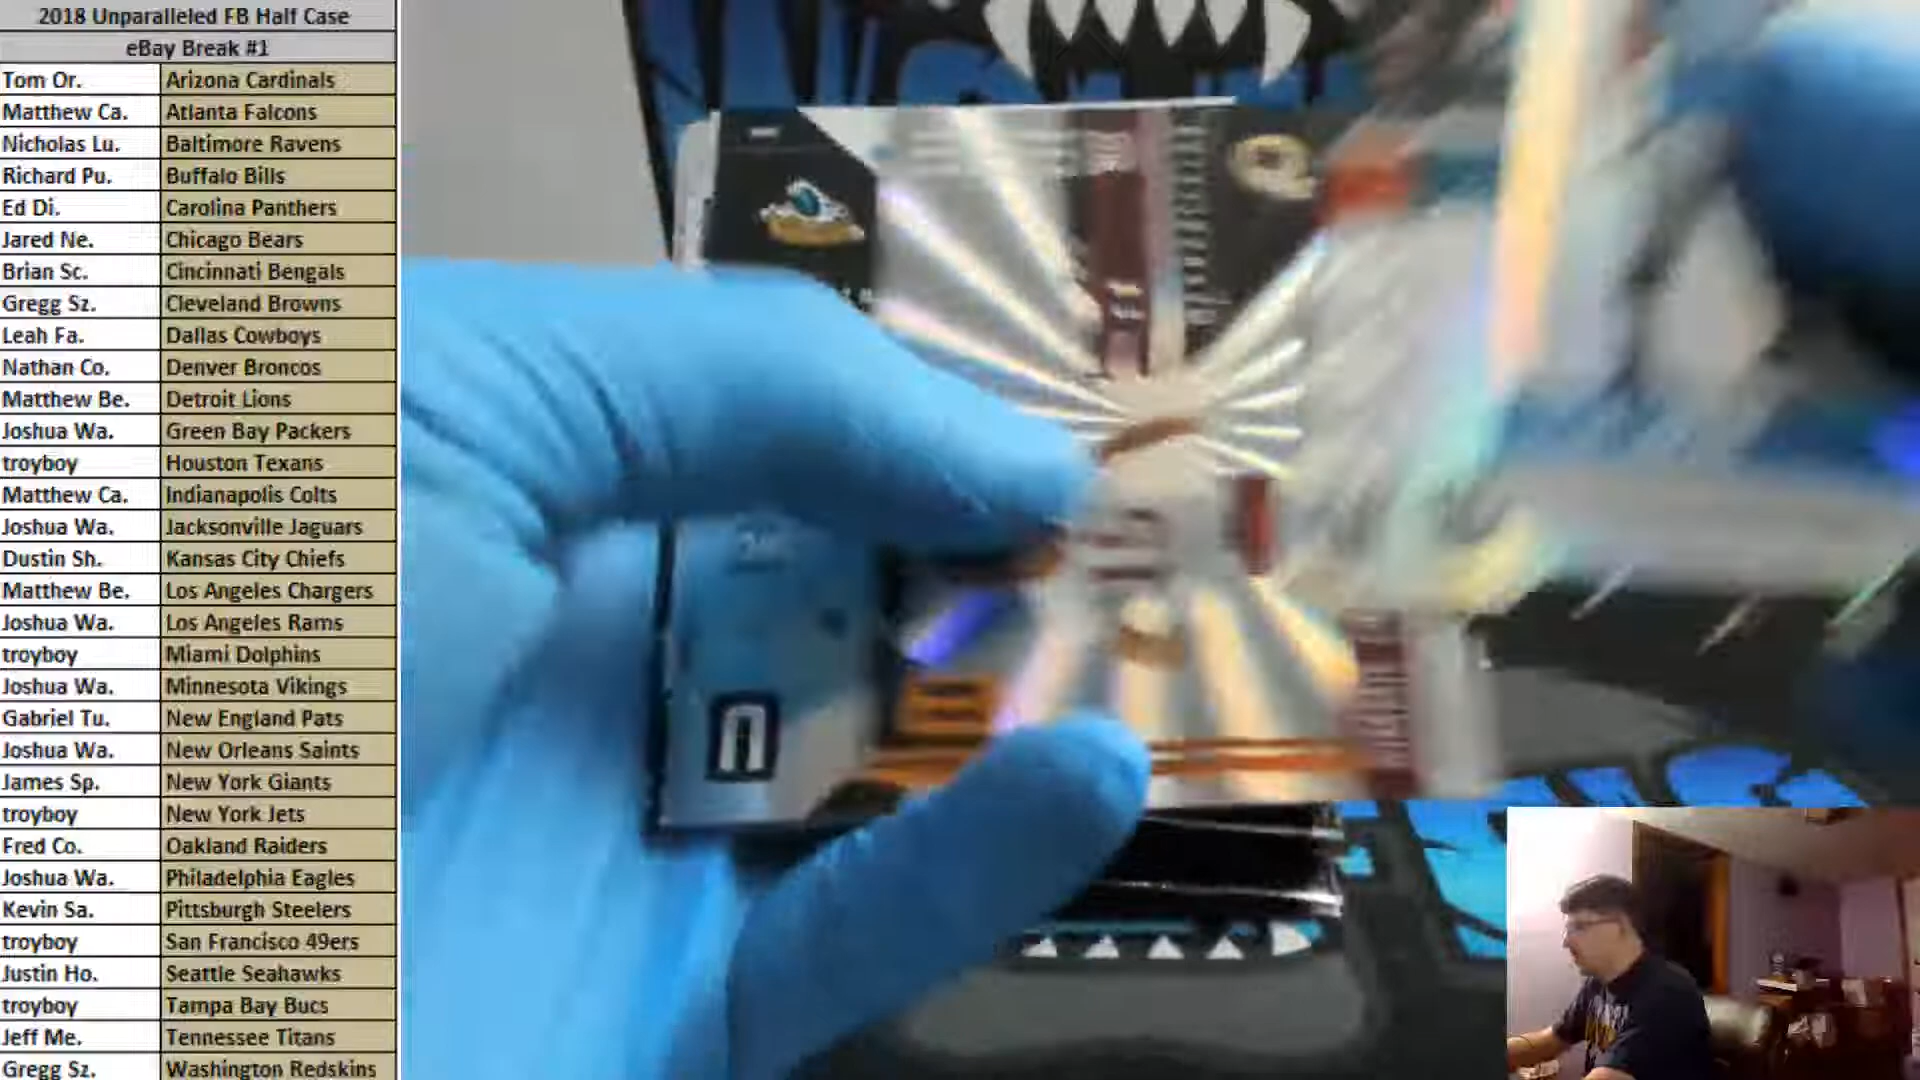 2018 Unparalleled FB Half Case
eBay Break #1
Tom Or. Arizona Cardinals
Matthew Ca. Atlanta Falcons
Nicholas Lu. Baltimore Ravens
Richard Pu. Buffalo Bills
Ed Di. Carolina Panthers
Jared Ne. Chicago Bears
Brian Sc. Cincinnati Bengals
Gregg Sz. Cleveland Browns
Leah Fa. Dallas Cowboys
Nathan Co. Denver Broncos
Matthew Be. Detroit Lions
Joshua Wa. Green Bay Packers
troyboy Houston Texans
Matthew Ca. Indianapolis Colts
Joshua Wa. Jacksonville Jaguars
Dustin Sh. Kansas City Chiefs
Matthew Be. Los Angeles Chargers
Joshua Wa. Los Angeles Rams
troyboy Miami Dolphins
Joshua Wa. Minnesota Vikings
Gabriel Tu. New England Pats
Joshua Wa. New Orleans Saints
James Sp. New York Giants
troyboy New York Jets
Fred Co. Oakland Raiders
Joshua Wa. Philadelphia Eagles
Kevin Sa. Pittsburgh Steelers
troyboy San Francisco 49ers
Justin Ho. Seattle Seahawks
troyboy Tampa Bay Bucs
Jeff Me. Tennessee Titans
Gregg Sz. Washington Redskins